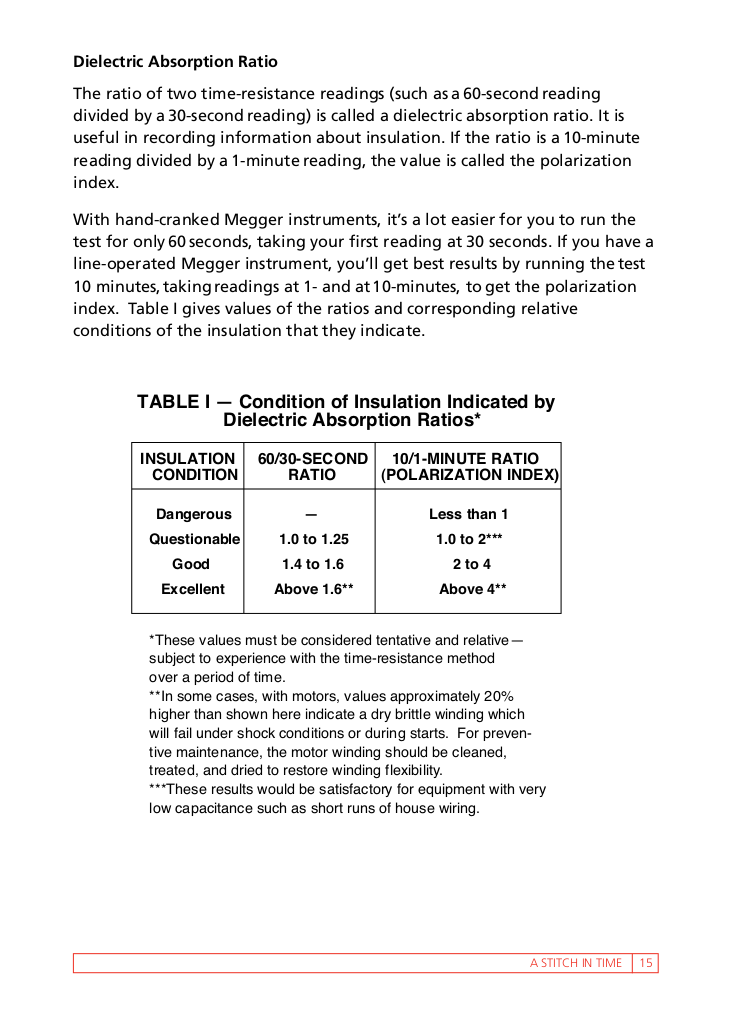 Dielectric Absorption Ratio
The ratio of two time-resistance readings (such as a 60-second reading
divided by a 30-second reading) is called a dielectric absorption ratio. It is
useful in recording information about insulation. If the ratio is a 10-minute
reading divided by a 1-minute reading, the value is called the polarization
index.
With hand-cranked Megger instruments, it’s a lot easier for you to run the
test for only 60 seconds, taking your first reading at 30 seconds. If you have a
line-operated Megger instrument, you’ll get best results by running the test
10 minutes, taking readings at 1- and at 10-minutes, to get the polarization
index. Table I gives values of the ratios and corresponding relative
conditions of the insulation that they indicate.
TABLE I — Condition of Insulation Indicated by
Dielectric Absorption Ratios*
INSULATION 60/30-SECOND 10/1-MINUTE RATIO
CONDITION RATIO (POLARIZATION INDEX)
Dangerous — Less than 1
Questionable 1.0 to 1.25 1.0 to 2***
Good 1.4 to 1.6 2 to 4
Excellent Above 1.6** Above 4**
*These values must be considered tentative and relative—
subject to experience with the time-resistance method
over a period of time.
**In some cases, with motors, values approximately 20%
higher than shown here indicate a dry brittle winding which
will fail under shock conditions or during starts. For preven-
tive maintenance, the motor winding should be cleaned,
treated, and dried to restore winding flexibility.
***These results would be satisfactory for equipment with very
low capacitance such as short runs of house wiring.
A STITCH IN TIME 15